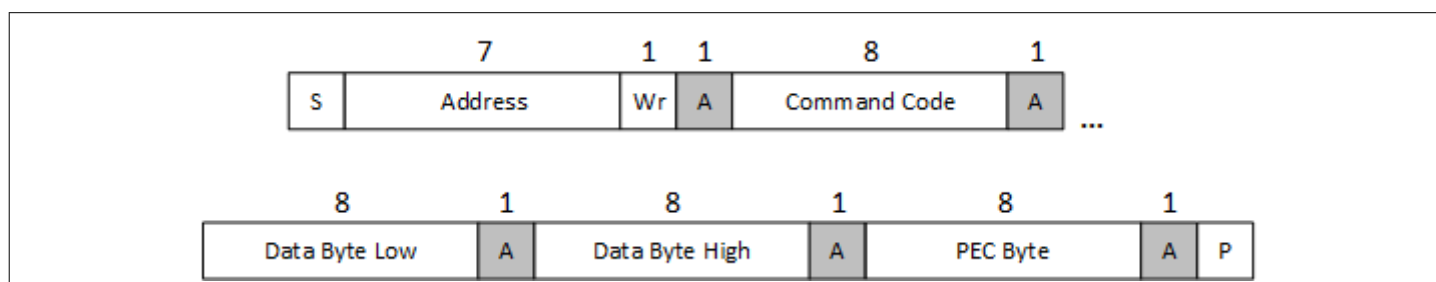 7 1 1 8 1
S Address Wr A Command Code A ...
8 1 8 1 8 1
Data Byte Low A Data Byte High A PEC Byte A P